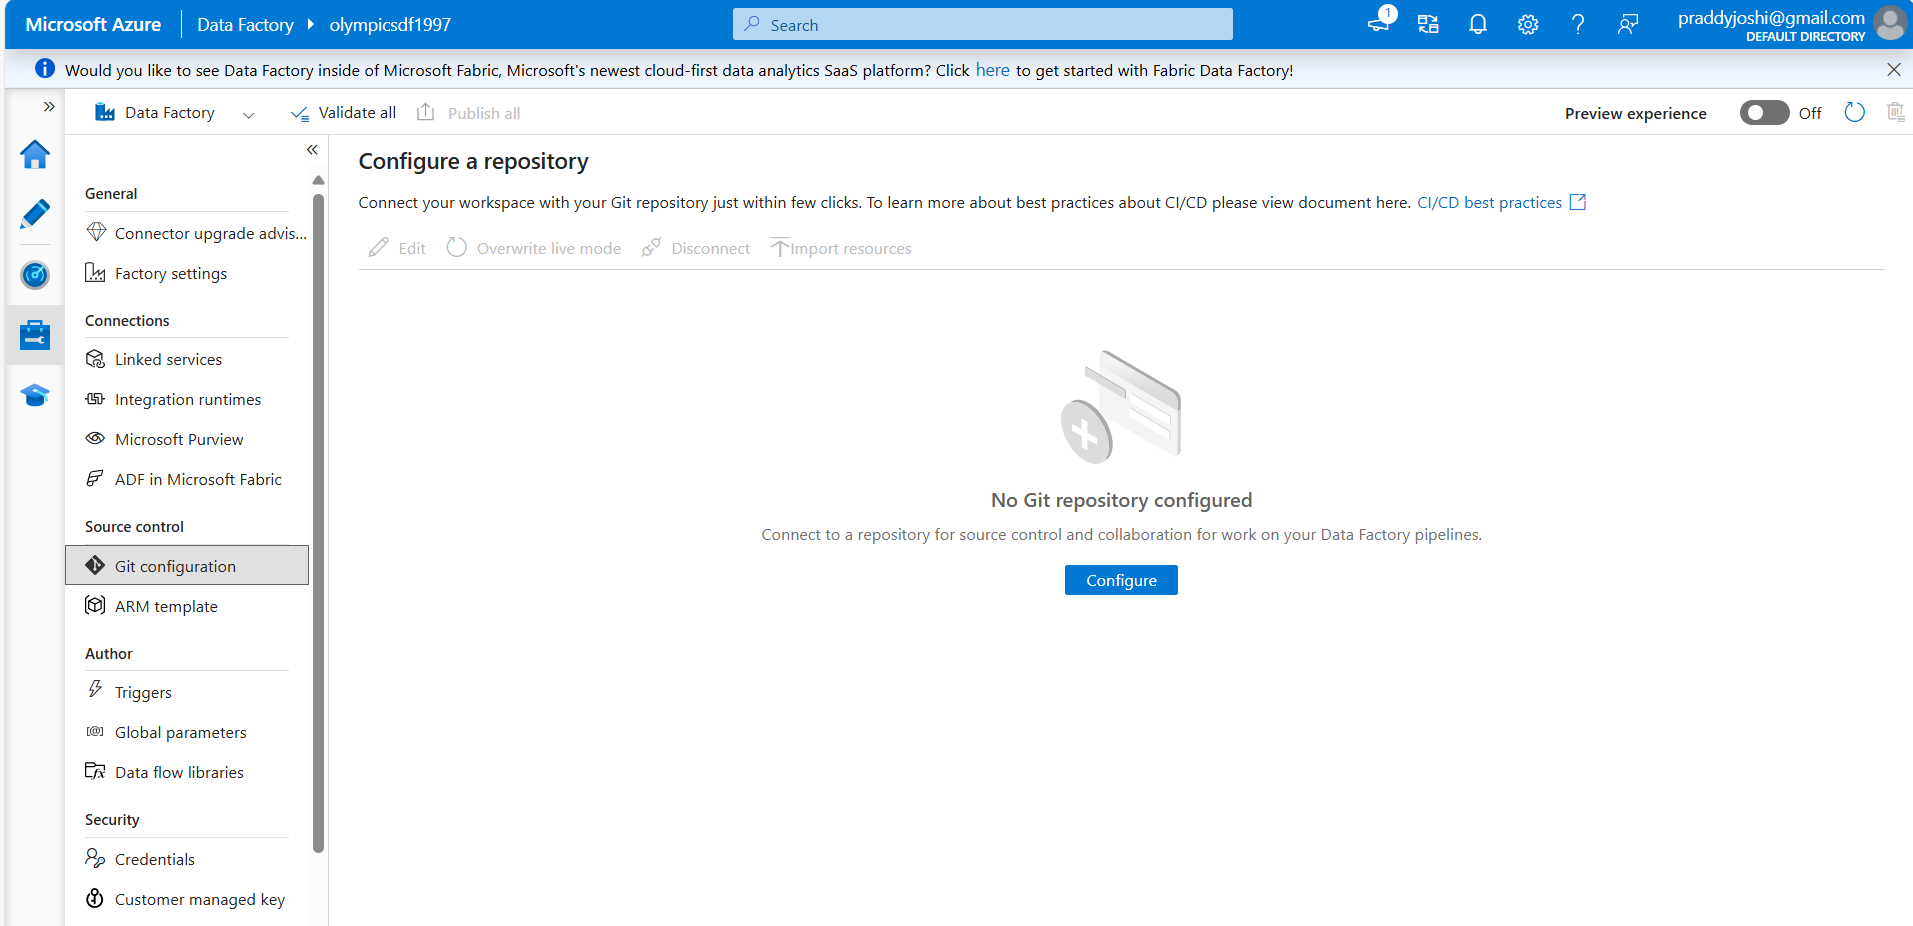 Microsoft Azure
Data Factory
olympicsdf1997
Search
1
praddyjoshi@gmail.com
DEFAULT DIRECTORY
Would you like to see Data Factory inside of Microsoft Fabric, Microsoft's newest cloud-first data analytics SaaS platform? Click here to get started with Fabric Data Factory!
Data Factory
Validate all
Publish all
Preview experience
Off
General
Connector upgrade advis...
Factory settings
Connections
Linked services
Integration runtimes
Microsoft Purview
ADF in Microsoft Fabric
Source control
Git configuration
ARM template
Author
Triggers
Global parameters
Data flow libraries
Security
Credentials
Customer managed key
Configure a repository
Connect your workspace with your Git repository just within few clicks. To learn more about best practices about CI/CD please view document here. CI/CD best practices
Edit
Overwrite live mode
Disconnect
Import resources
No Git repository configured
Connect to a repository for source control and collaboration for work on your Data Factory pipelines.
Configure